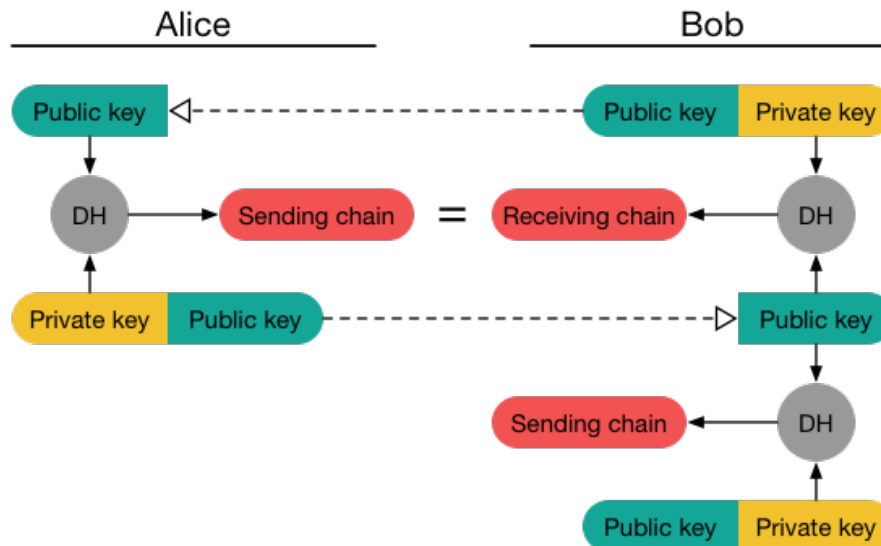 Alice
Bob
Public key
Public key
Private key
DH
Sending chain
=
Receiving chain
DH
Private key
Public key
Public key
Sending chain
DH
Public key
Private key